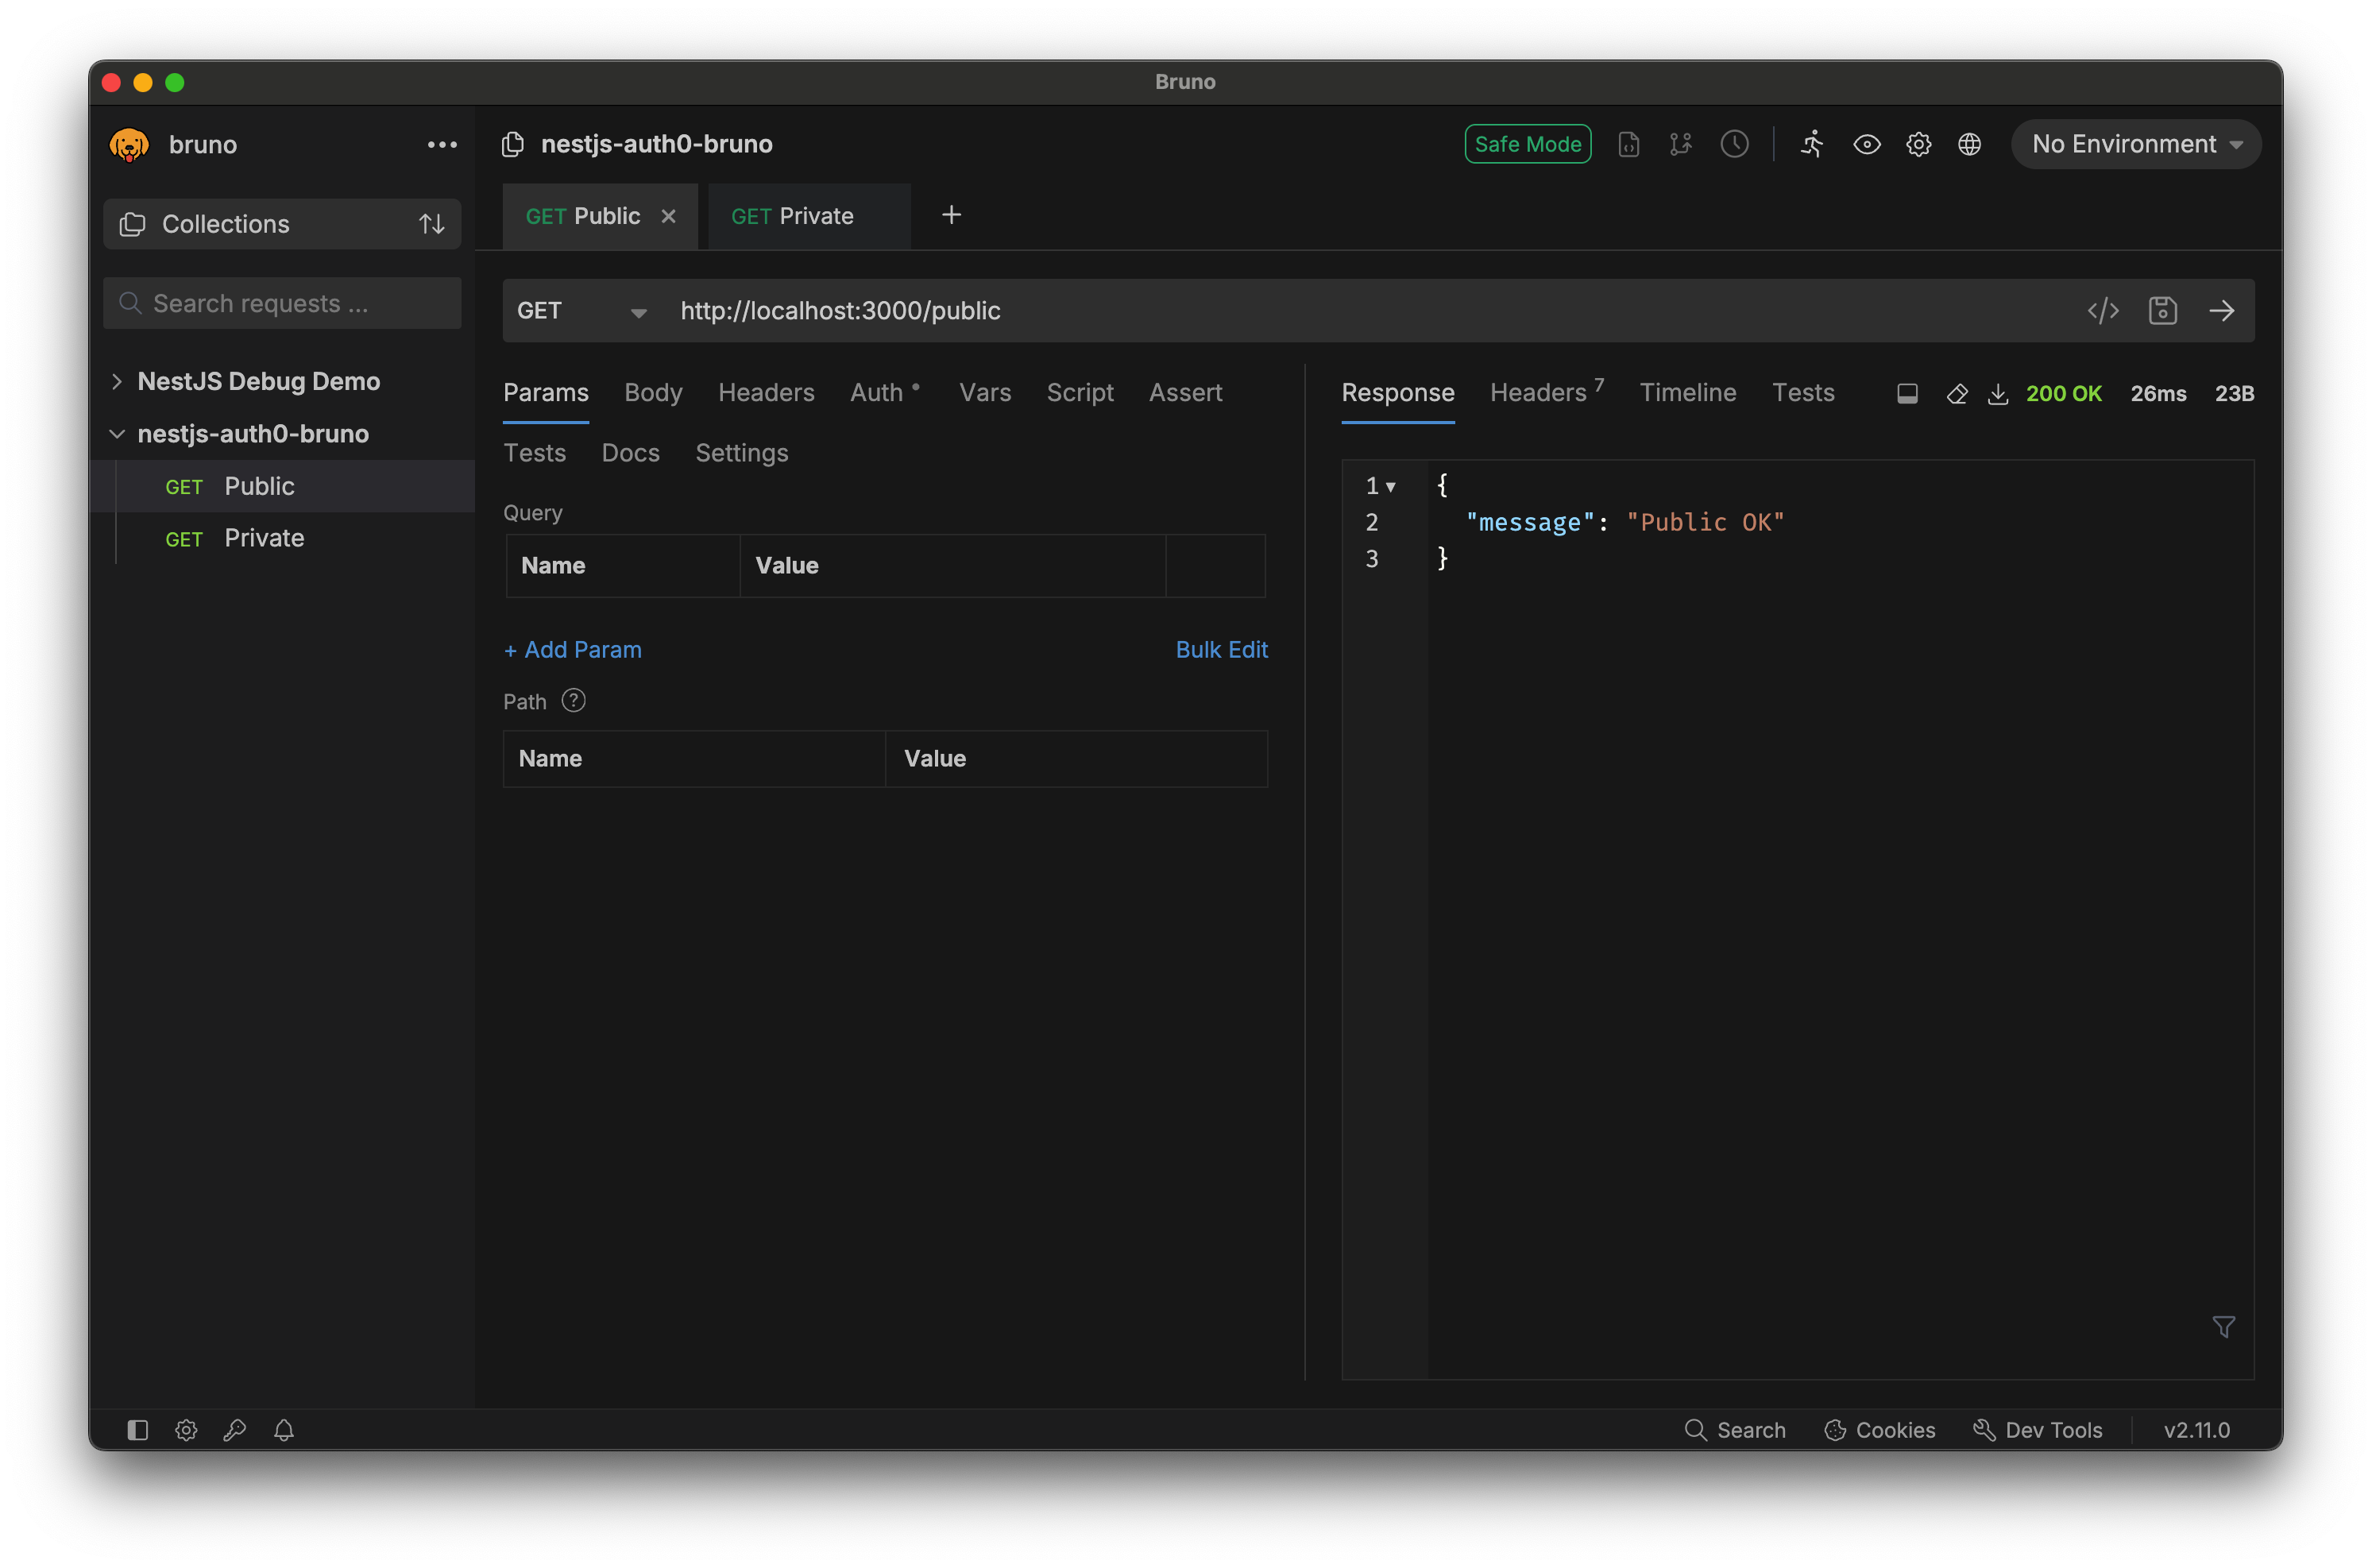 Bruno
bruno
Collections
Search requests ...
NestJS Debug Demo
nestjs-auth0-bruno
GET Public
GET Private
nestjs-auth0-bruno
Safe Mode
No Environment
GET Public
GET Private
GET
http://localhost:3000/public
Params Body Headers Auth Vars Script Assert
Tests Docs Settings
Query
Name Value
+ Add Param Bulk Edit
Path ?
Name Value
Response Headers 7 Timeline Tests 200 OK 26ms 23B
1 {
2 "message": "Public OK"
3 }
Search Cookies Dev Tools v2.11.0